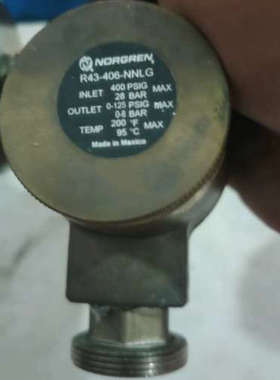 NORGREN
R43-406-NNLG
INLET 400 PSIG MAX
28 BAR
OUTLET 0-125 PSIG MAX
0-8 BAR
TEMP 200 °F MAX
95 °C
Made in Mexico